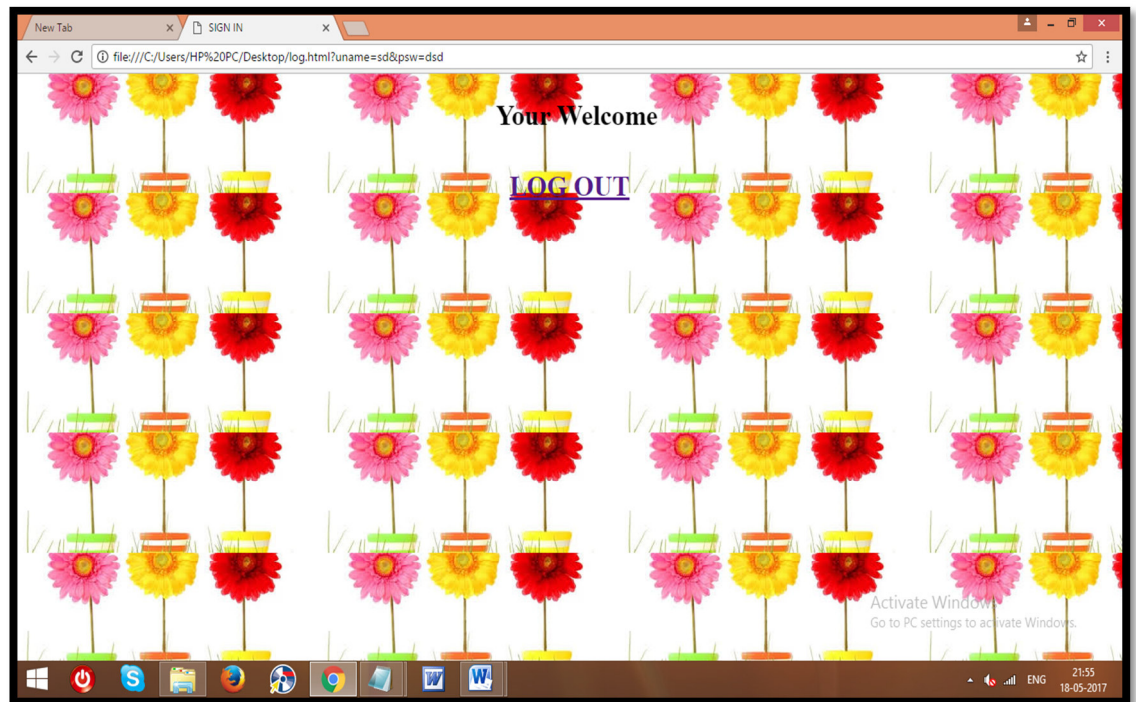 New Tab
SIGN IN
file:///C:/Users/HP%20PC/Desktop/log.html?uname=sd&psw=dsd
Your Welcome
LOG OUT
Activate Windows
Go to PC settings to activate Windows.
ENG
21:55
18-05-2017